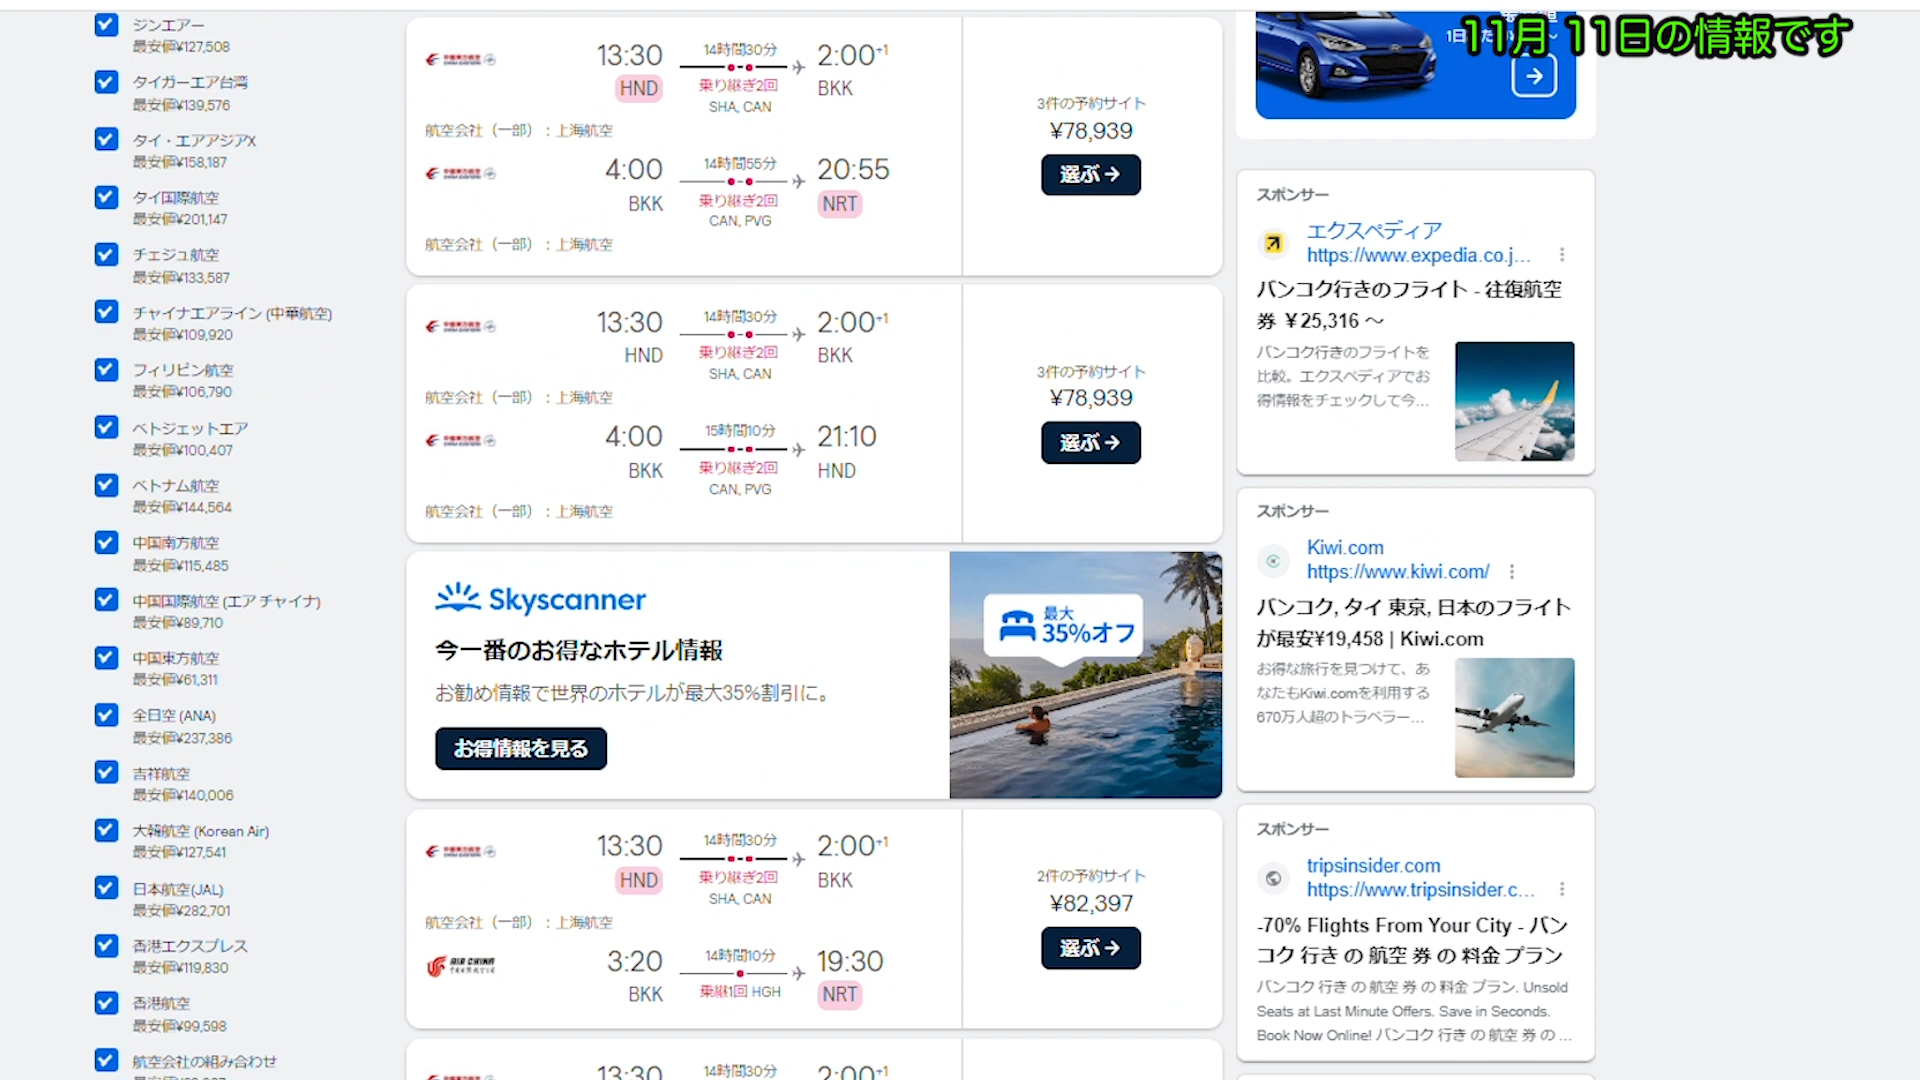 11月 11日の情報です
ジンエアー
最安値¥127,508
タイガーエア台湾
最安値¥139,576
タイ・エアアジアX
最安値¥158,187
タイ国際航空
最安値¥201,147
チェジュ航空
最安値¥133,587
チャイナエアライン (中華航空)
最安値¥109,920
フィリピン航空
最安値¥106,790
ベトジェットエア
最安値¥100,407
ベトナム航空
最安値¥144,564
中国南方航空
最安値¥115,485
中国国際航空 (エア チャイナ)
最安値¥89,710
中国東方航空
最安値¥61,311
全日空 (ANA)
最安値¥237,386
吉祥航空
最安値¥140,006
大韓航空 (Korean Air)
最安値¥127,541
日本航空(JAL)
最安値¥282,701
香港エクスプレス
最安値¥119,830
香港航空
最安値¥99,598
航空会社の組み合わせ
13:30 14時間30分 2:00+1
HND 乗り継ぎ2回 BKK
SHA, CAN
航空会社（一部）：上海航空
4:00 14時間55分 20:55
BKK 乗り継ぎ2回 NRT
CAN, PVG
航空会社（一部）：上海航空
3件の予約サイト
¥78,939
選ぶ→
13:30 14時間30分 2:00+1
HND 乗り継ぎ2回 BKK
SHA, CAN
航空会社（一部）：上海航空
4:00 15時間10分 21:10
BKK 乗り継ぎ2回 HND
CAN, PVG
航空会社（一部）：上海航空
3件の予約サイト
¥78,939
選ぶ→
Skyscanner
今一番のお得なホテル情報
お勧め情報で世界のホテルが最大35%割引に。
お得情報を見る
最大
35%オフ
13:30 14時間30分 2:00+1
HND 乗り継ぎ2回 BKK
SHA, CAN
航空会社（一部）：上海航空
AIR CHINA
3:20 14時間10分 19:30
BKK 乗継1回 HGH NRT
2件の予約サイト
¥82,397
選ぶ→
13:30 14時間30分 2:00+1
スポンサー
エクスペディア
https://www.expedia.co.j...
バンコク行きのフライト - 往復航空
券 ￥25,316 ～
バンコク行きのフライトを
比較。エクスペディアでお
得情報をチェックして今...
スポンサー
Kiwi.com
https://www.kiwi.com/
バンコク, タイ 東京, 日本のフライト
が最安¥19,458 | Kiwi.com
お得な旅行を見つけて、あ
なたもKiwi.comを利用する
670万人超のトラベラー...
スポンサー
tripsinsider.com
https://www.tripsinsider.c...
-70% Flights From Your City - バン
コク 行き の 航空 券 の 料金 プラン
バンコク 行き の 航空 券 の 料金 プラン. Unsold
Seats at Last Minute Offers. Save in Seconds.
Book Now Online! バンコク 行き の 航空 券 の ...